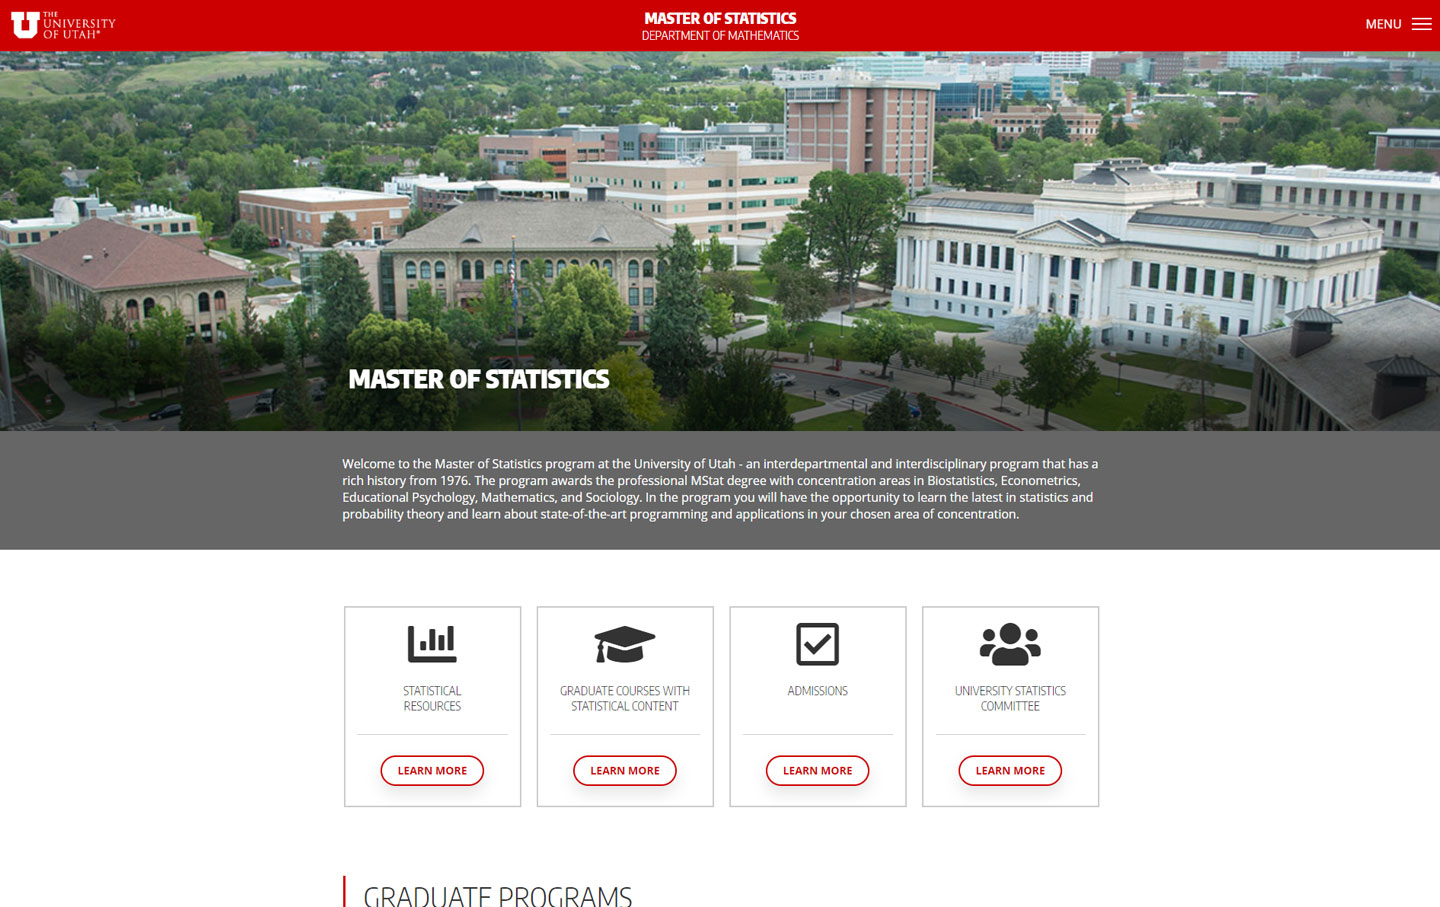 THE
UNIVERSITY
OF UTAH®
MASTER OF STATISTICS
DEPARTMENT OF MATHEMATICS
MENU
MASTER OF STATISTICS
Welcome to the Master of Statistics program at the University of Utah - an interdepartmental and interdisciplinary program that has a
rich history from 1976. The program awards the professional MStat degree with concentration areas in Biostatistics, Econometrics,
Educational Psychology, Mathematics, and Sociology. In the program you will have the opportunity to learn the latest in statistics and
probability theory and learn about state-of-the-art programming and applications in your chosen area of concentration.
STATISTICAL
RESOURCES
LEARN MORE
GRADUATE COURSES WITH
STATISTICAL CONTENT
LEARN MORE
ADMISSIONS
LEARN MORE
UNIVERSITY STATISTICS
COMMITTEE
LEARN MORE
GRADUATE PROGRAMS